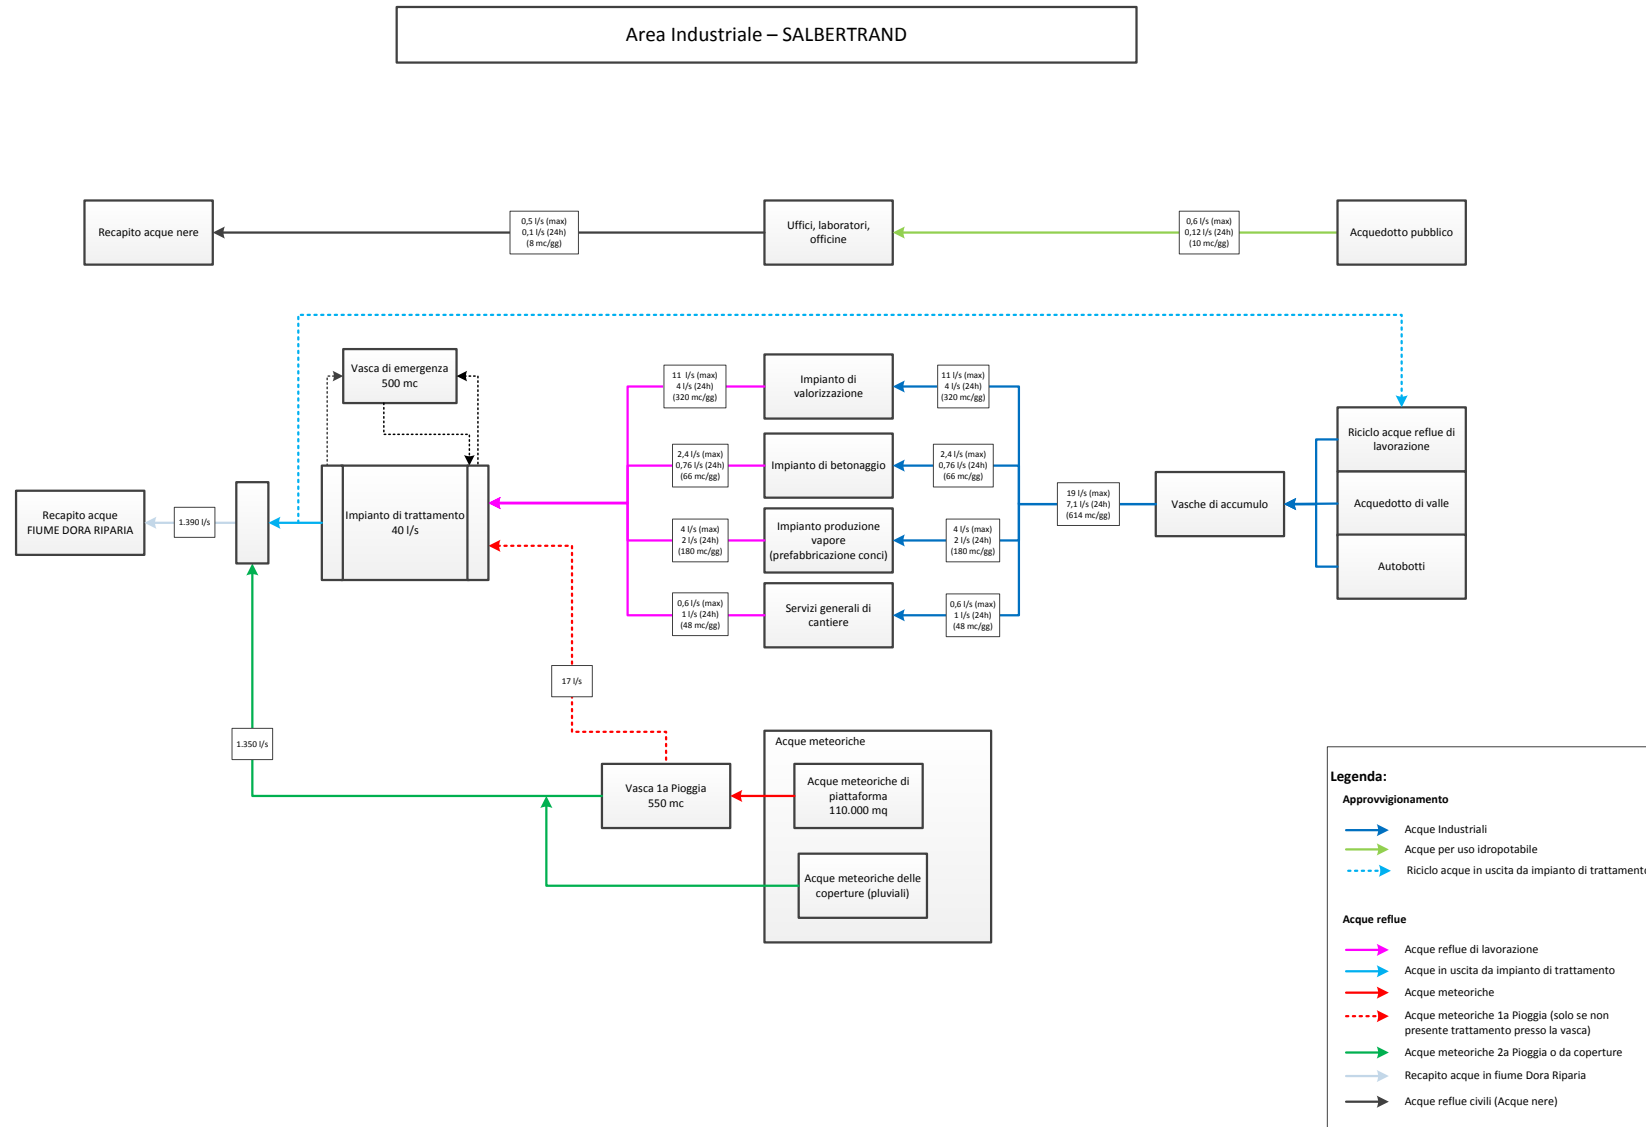 Area Industriale – SALBERTRAND
Recapito acque nere
0,5 l/s (max)
0,1 l/s (24h)
(8 mc/gg)
Uffici, laboratori,
officine
0,6 l/s (max)
0,12 l/s (24h)
(10 mc/gg)
Acquedotto pubblico
Vasca di emergenza
500 mc
11  l/s (max)
4 l/s (24h)
(320 mc/gg)
Impianto di
valorizzazione
11 l/s (max)
4 l/s (24h)
(320 mc/gg)
Riciclo acque reflue di
lavorazione
2,4 l/s (max)
0,76 l/s (24h)
(66 mc/gg)
Impianto di betonaggio
2,4 l/s (max)
0,76 l/s (24h)
(66 mc/gg)
Recapito acque
FIUME DORA RIPARIA
1.390 l/s
Impianto di trattamento
40 l/s
19 l/s (max)
7,1 l/s (24h)
(614 mc/gg)
Vasche di accumulo
Acquedotto di valle
4 l/s (max)
2 l/s (24h)
(180 mc/gg)
Impianto produzione
vapore
(prefabbricazione conci)
4 l/s (max)
2 l/s (24h)
(180 mc/gg)
Autobotti
0,6 l/s (max)
1 l/s (24h)
(48 mc/gg)
Servizi generali di
cantiere
0,6 l/s (max)
1 l/s (24h)
(48 mc/gg)
17 l/s
1.350 l/s
Acque meteoriche
Vasca 1a Pioggia
550 mc
Acque meteoriche di
piattaforma
110.000 mq
Acque meteoriche delle
coperture (pluviali)
Legenda:
Approvvigionamento
Acque Industriali
Acque per uso idropotabile
Riciclo acque in uscita da impianto di trattamento
Acque reflue
Acque reflue di lavorazione
Acque in uscita da impianto di trattamento
Acque meteoriche
Acque meteoriche 1a Pioggia (solo se non
presente trattamento presso la vasca)
Acque meteoriche 2a Pioggia o da coperture
Recapito acque in fiume Dora Riparia
Acque reflue civili (Acque nere)